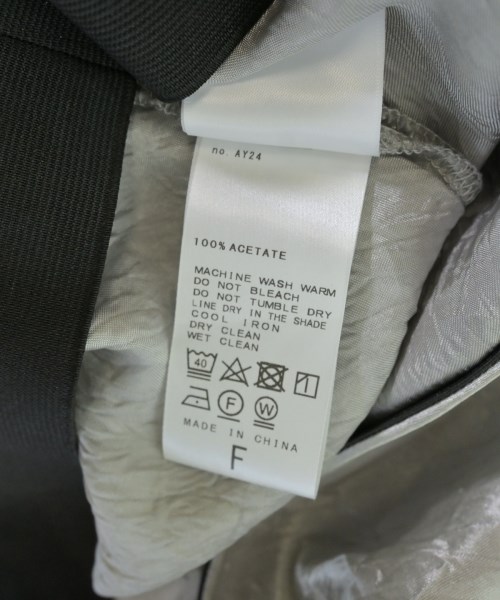 no. AY24
100% ACETATE
MACHINE WASH WARM
DO NOT BLEACH
DO NOT TUMBLE DRY
LINE DRY IN THE SHADE
COOL IRON
DRY CLEAN
WET CLEAN
40
F W
MADE IN CHINA
F